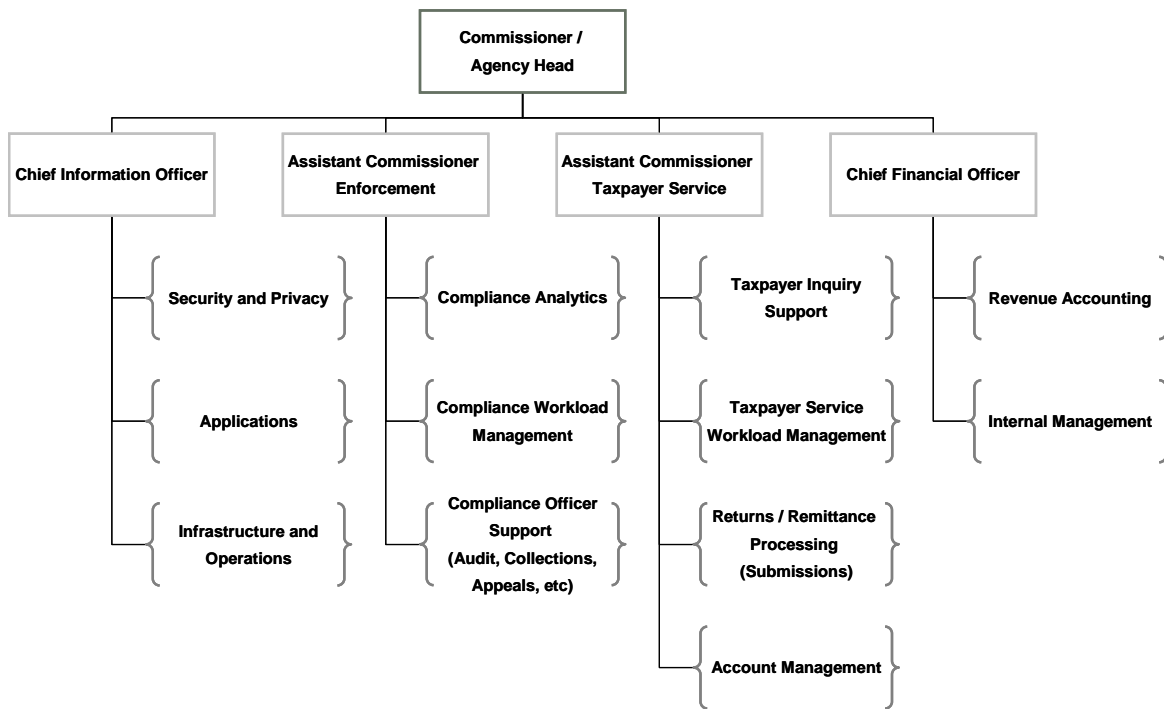 Commissioner /
Agency Head
Chief Information Officer
Assistant Commissioner
Enforcement
Assistant Commissioner
Taxpayer Service
Chief Financial Officer
Security and Privacy
Compliance Analytics
Taxpayer Inquiry
Support
Revenue Accounting
Applications
Compliance Workload
Management
Taxpayer Service
Workload Management
Internal Management
Infrastructure and
Operations
Compliance Officer
Support
(Audit, Collections,
Appeals, etc)
Returns / Remittance
Processing
(Submissions)
Account Management